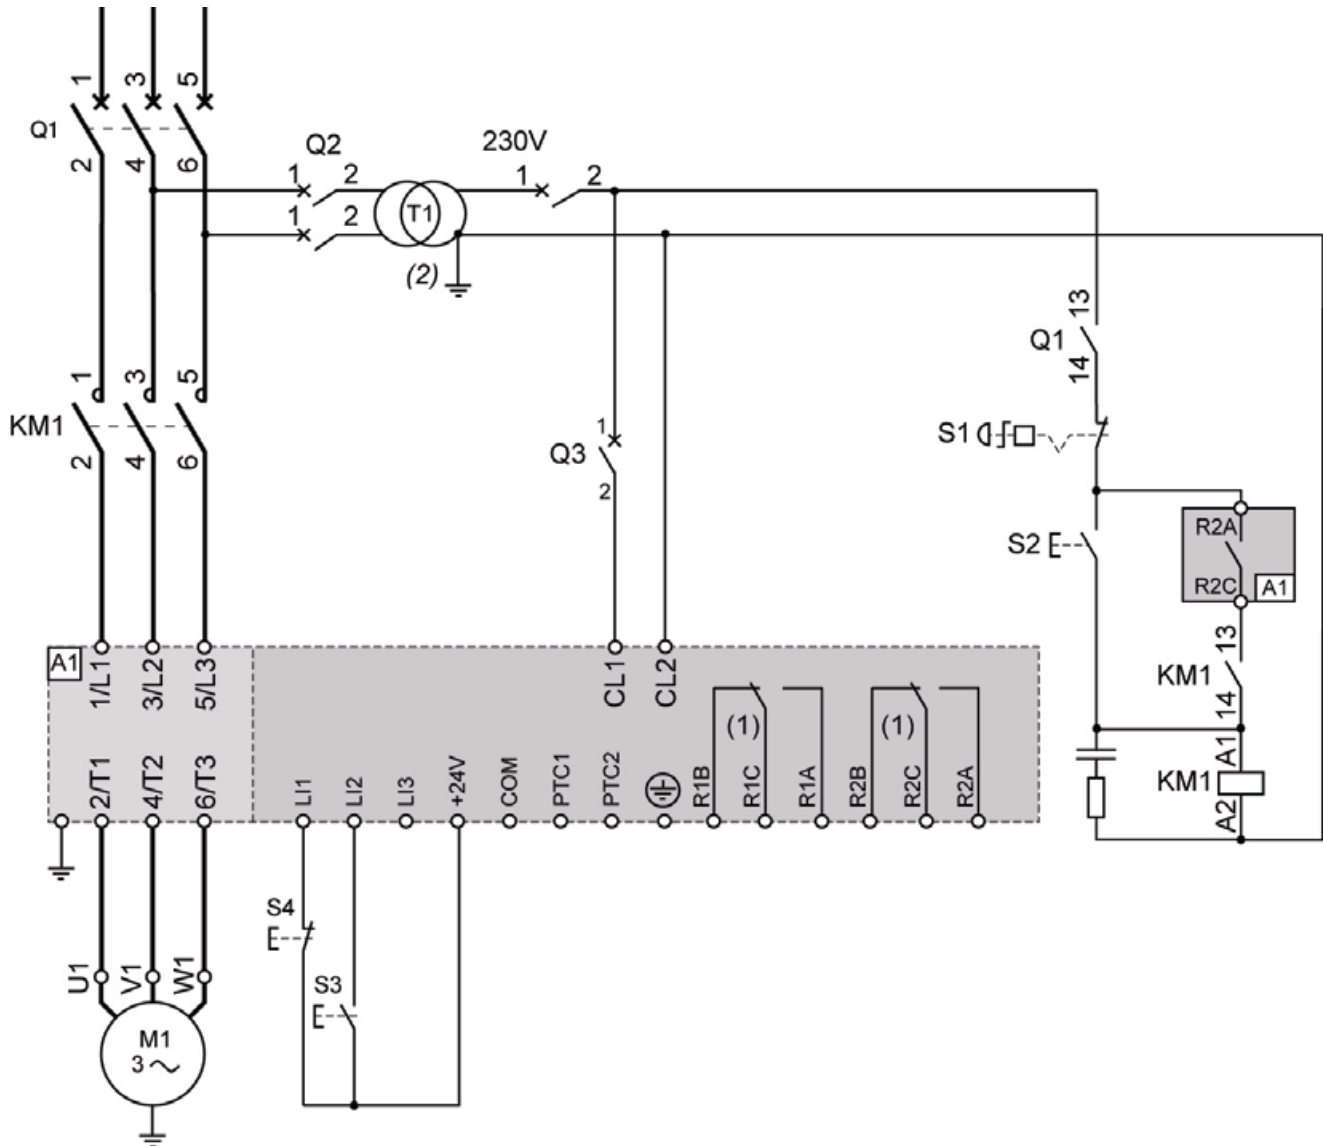 1 3 5
Q1
2 4 6
Q2
230V
1 2
1 2
1 2
T1
(2)
1 3 5
KM1
2 4 6
1
Q3
2
13
Q1
14
S1
S2
R2A
R2C
A1
13
KM1
14
A1
KM1
A2
A1
1/L1 3/L2 5/L3
CL1 CL2
(1) (1)
2/T1 4/T2 6/T3
LI1 LI2 LI3 +24V COM PTC1 PTC2 R1B R1C R1A R2B R2C R2A
S4
S3
U1 V1 W1
M1
3